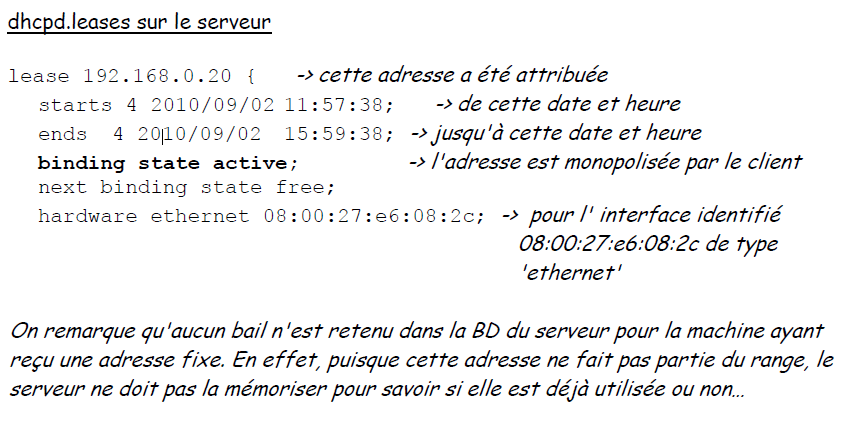 dhcpd.leases sur le serveur
lease 192.168.0.20 { -> cette adresse a été attribuée
starts 4 2010/09/02 11:57:38; -> de cette date et heure
ends 4 2010/09/02 15:59:38; -> jusqu'à cette date et heure
binding state active; -> l'adresse est monopolisée par le client
next binding state free;
hardware ethernet 08:00:27:e6:08:2c; -> pour l' interface identifié
08:00:27:e6:08:2c de type
'ethernet'
On remarque qu'aucun bail n'est retenu dans la BD du serveur pour la machine ayant
reçu une adresse fixe. En effet, puisque cette adresse ne fait pas partie du range, le
serveur ne doit pas la mémoriser pour savoir si elle est déjà utilisée ou non...